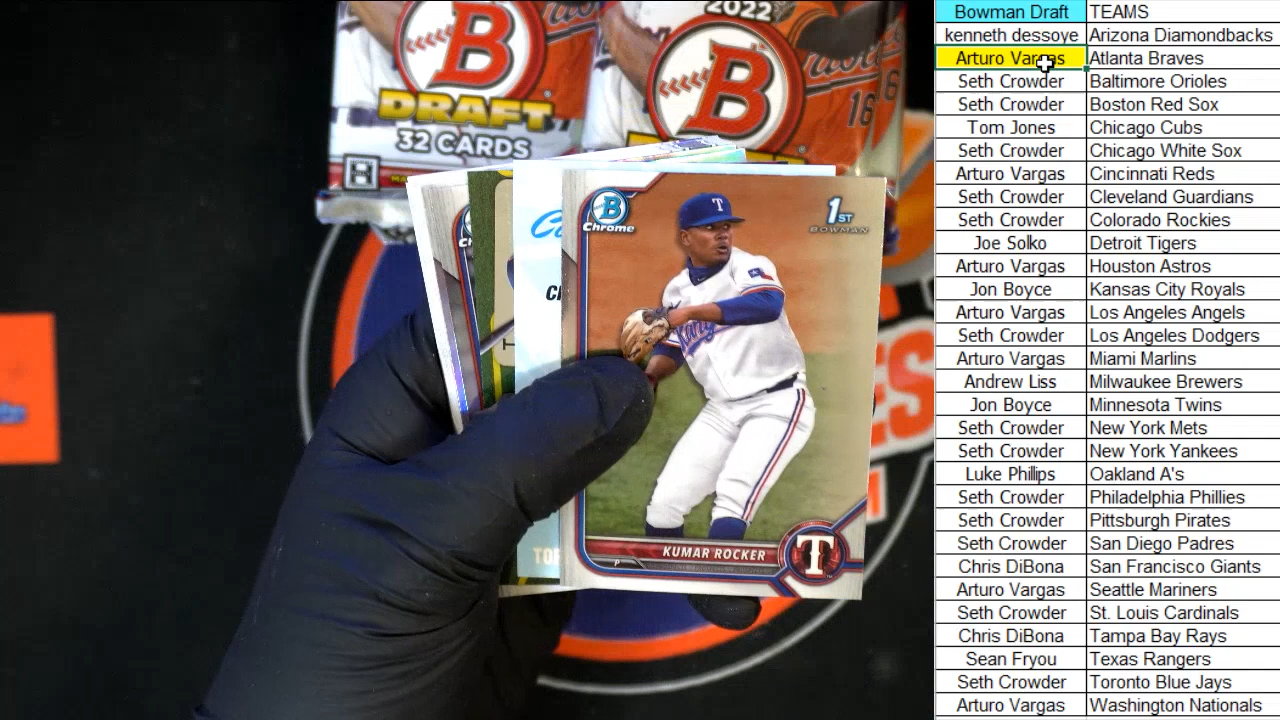 2022
B
B
DRAFT
32 CARDS
16
Chrome
1ST
BOWMAN
T
KUMAR ROCKER
P
T
Bowman Draft TEAMS
kenneth dessoye Arizona Diamondbacks
Arturo Vargas Atlanta Braves
Seth Crowder Baltimore Orioles
Seth Crowder Boston Red Sox
Tom Jones Chicago Cubs
Seth Crowder Chicago White Sox
Arturo Vargas Cincinnati Reds
Seth Crowder Cleveland Guardians
Seth Crowder Colorado Rockies
Joe Solko Detroit Tigers
Arturo Vargas Houston Astros
Jon Boyce Kansas City Royals
Arturo Vargas Los Angeles Angels
Seth Crowder Los Angeles Dodgers
Arturo Vargas Miami Marlins
Andrew Liss Milwaukee Brewers
Jon Boyce Minnesota Twins
Seth Crowder New York Mets
Seth Crowder New York Yankees
Luke Philips Oakland A's
Seth Crowder Philadelphia Phillies
Seth Crowder Pittsburgh Pirates
Seth Crowder San Diego Padres
Chris DiBona San Francisco Giants
Arturo Vargas Seattle Mariners
Seth Crowder St. Louis Cardinals
Chris DiBona Tampa Bay Rays
Sean Fryou Texas Rangers
Seth Crowder Toronto Blue Jays
Arturo Vargas Washington Nationals